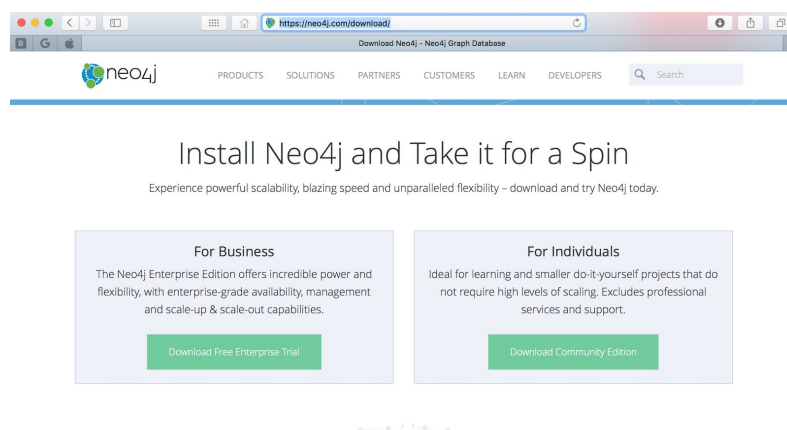 https://neo4j.com/download/
B G
Download Neo4j - Neo4j Graph Database
neo4j PRODUCTS SOLUTIONS PARTNERS CUSTOMERS LEARN DEVELOPERS Search
Install Neo4j and Take it for a Spin
Experience powerful scalability, blazing speed and unparalleled flexibility – download and try Neo4j today.
For Business
The Neo4j Enterprise Edition offers incredible power and
flexibility, with enterprise-grade availability, management
and scale-up & scale-out capabilities.
Download Free Enterprise Trial
For Individuals
Ideal for learning and smaller do-it-yourself projects that do
not require high levels of scaling. Excludes professional
services and support.
Download Community Edition